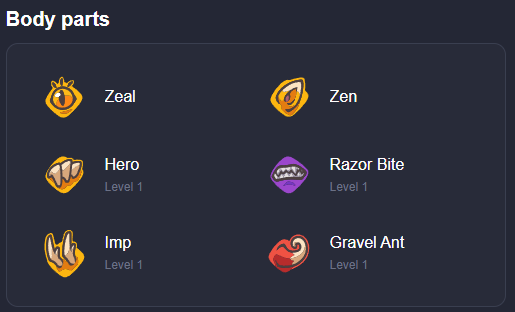 Body parts
Zeal
Zen
Hero
Level 1
Razor Bite
Level 1
Imp
Level 1
Gravel Ant
Level 1